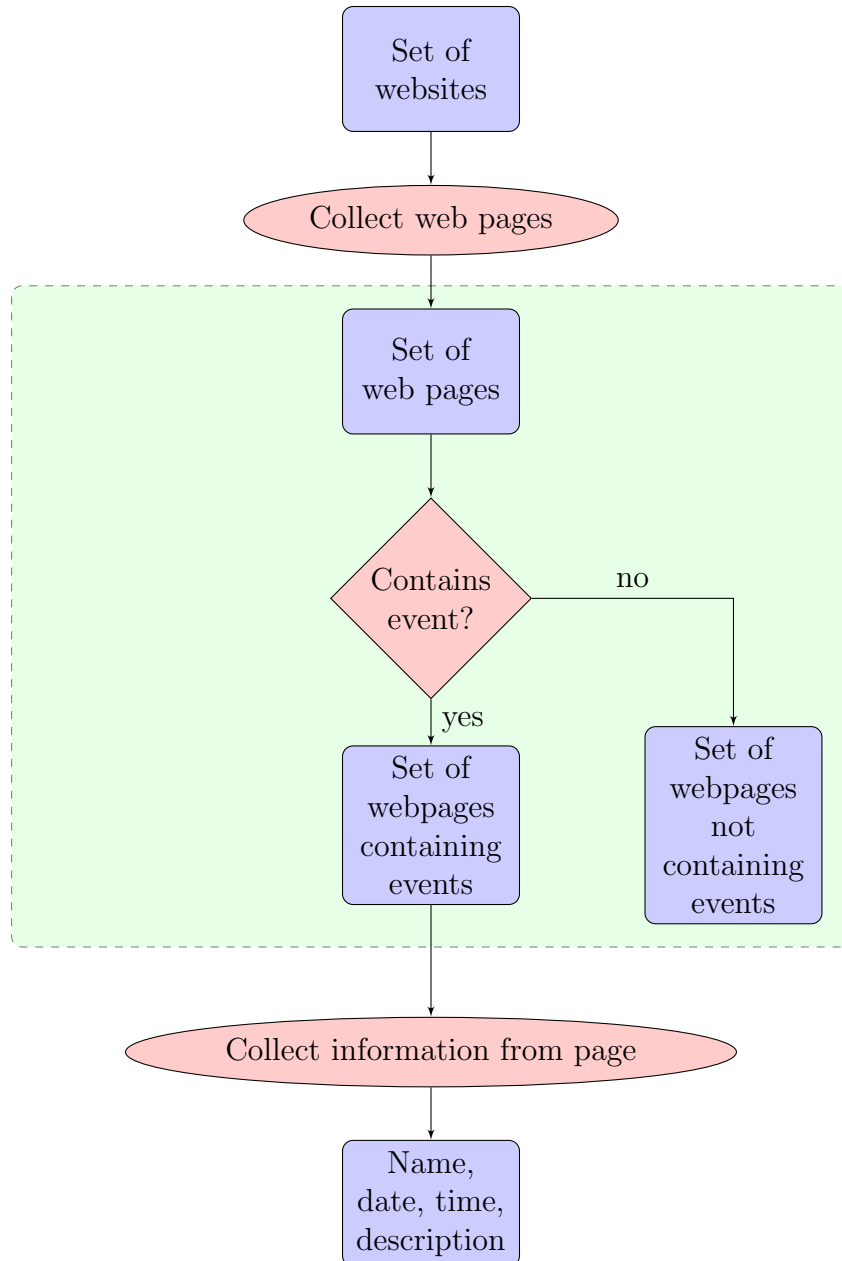 Set of
websites
Collect web pages
Set of
web pages
Contains
event?
no
yes
Set of
webpages
containing
events
Set of
webpages
not
containing
events
Collect information from page
Name,
date, time,
description